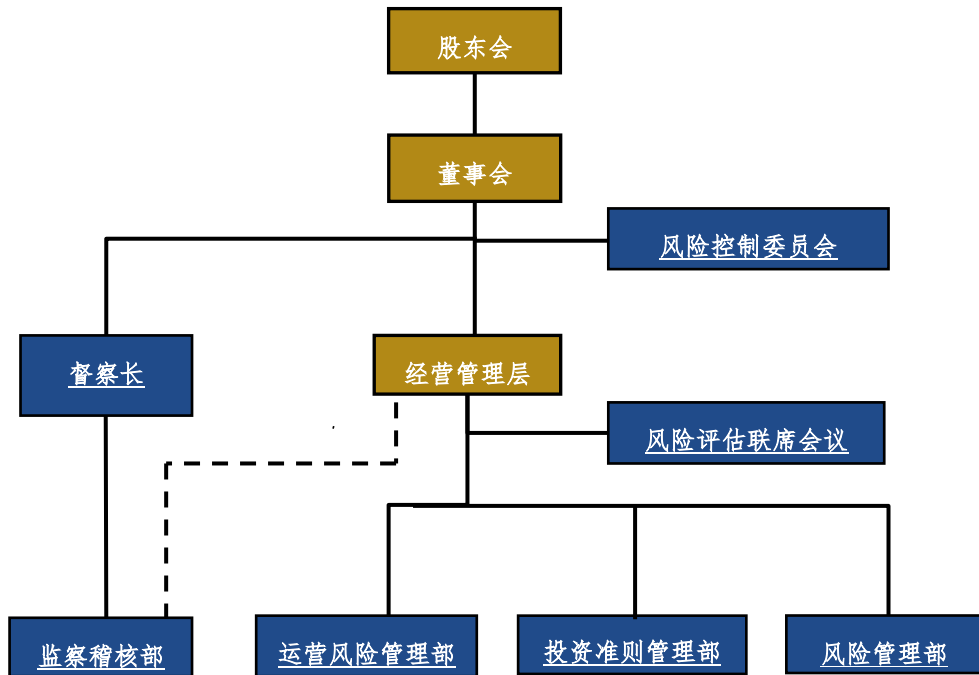 股东会
董事会
风险控制委员会
督察长
经营管理层
风险评估联席会议
监察稽核部
运营风险管理部
投资准则管理部
风险管理部